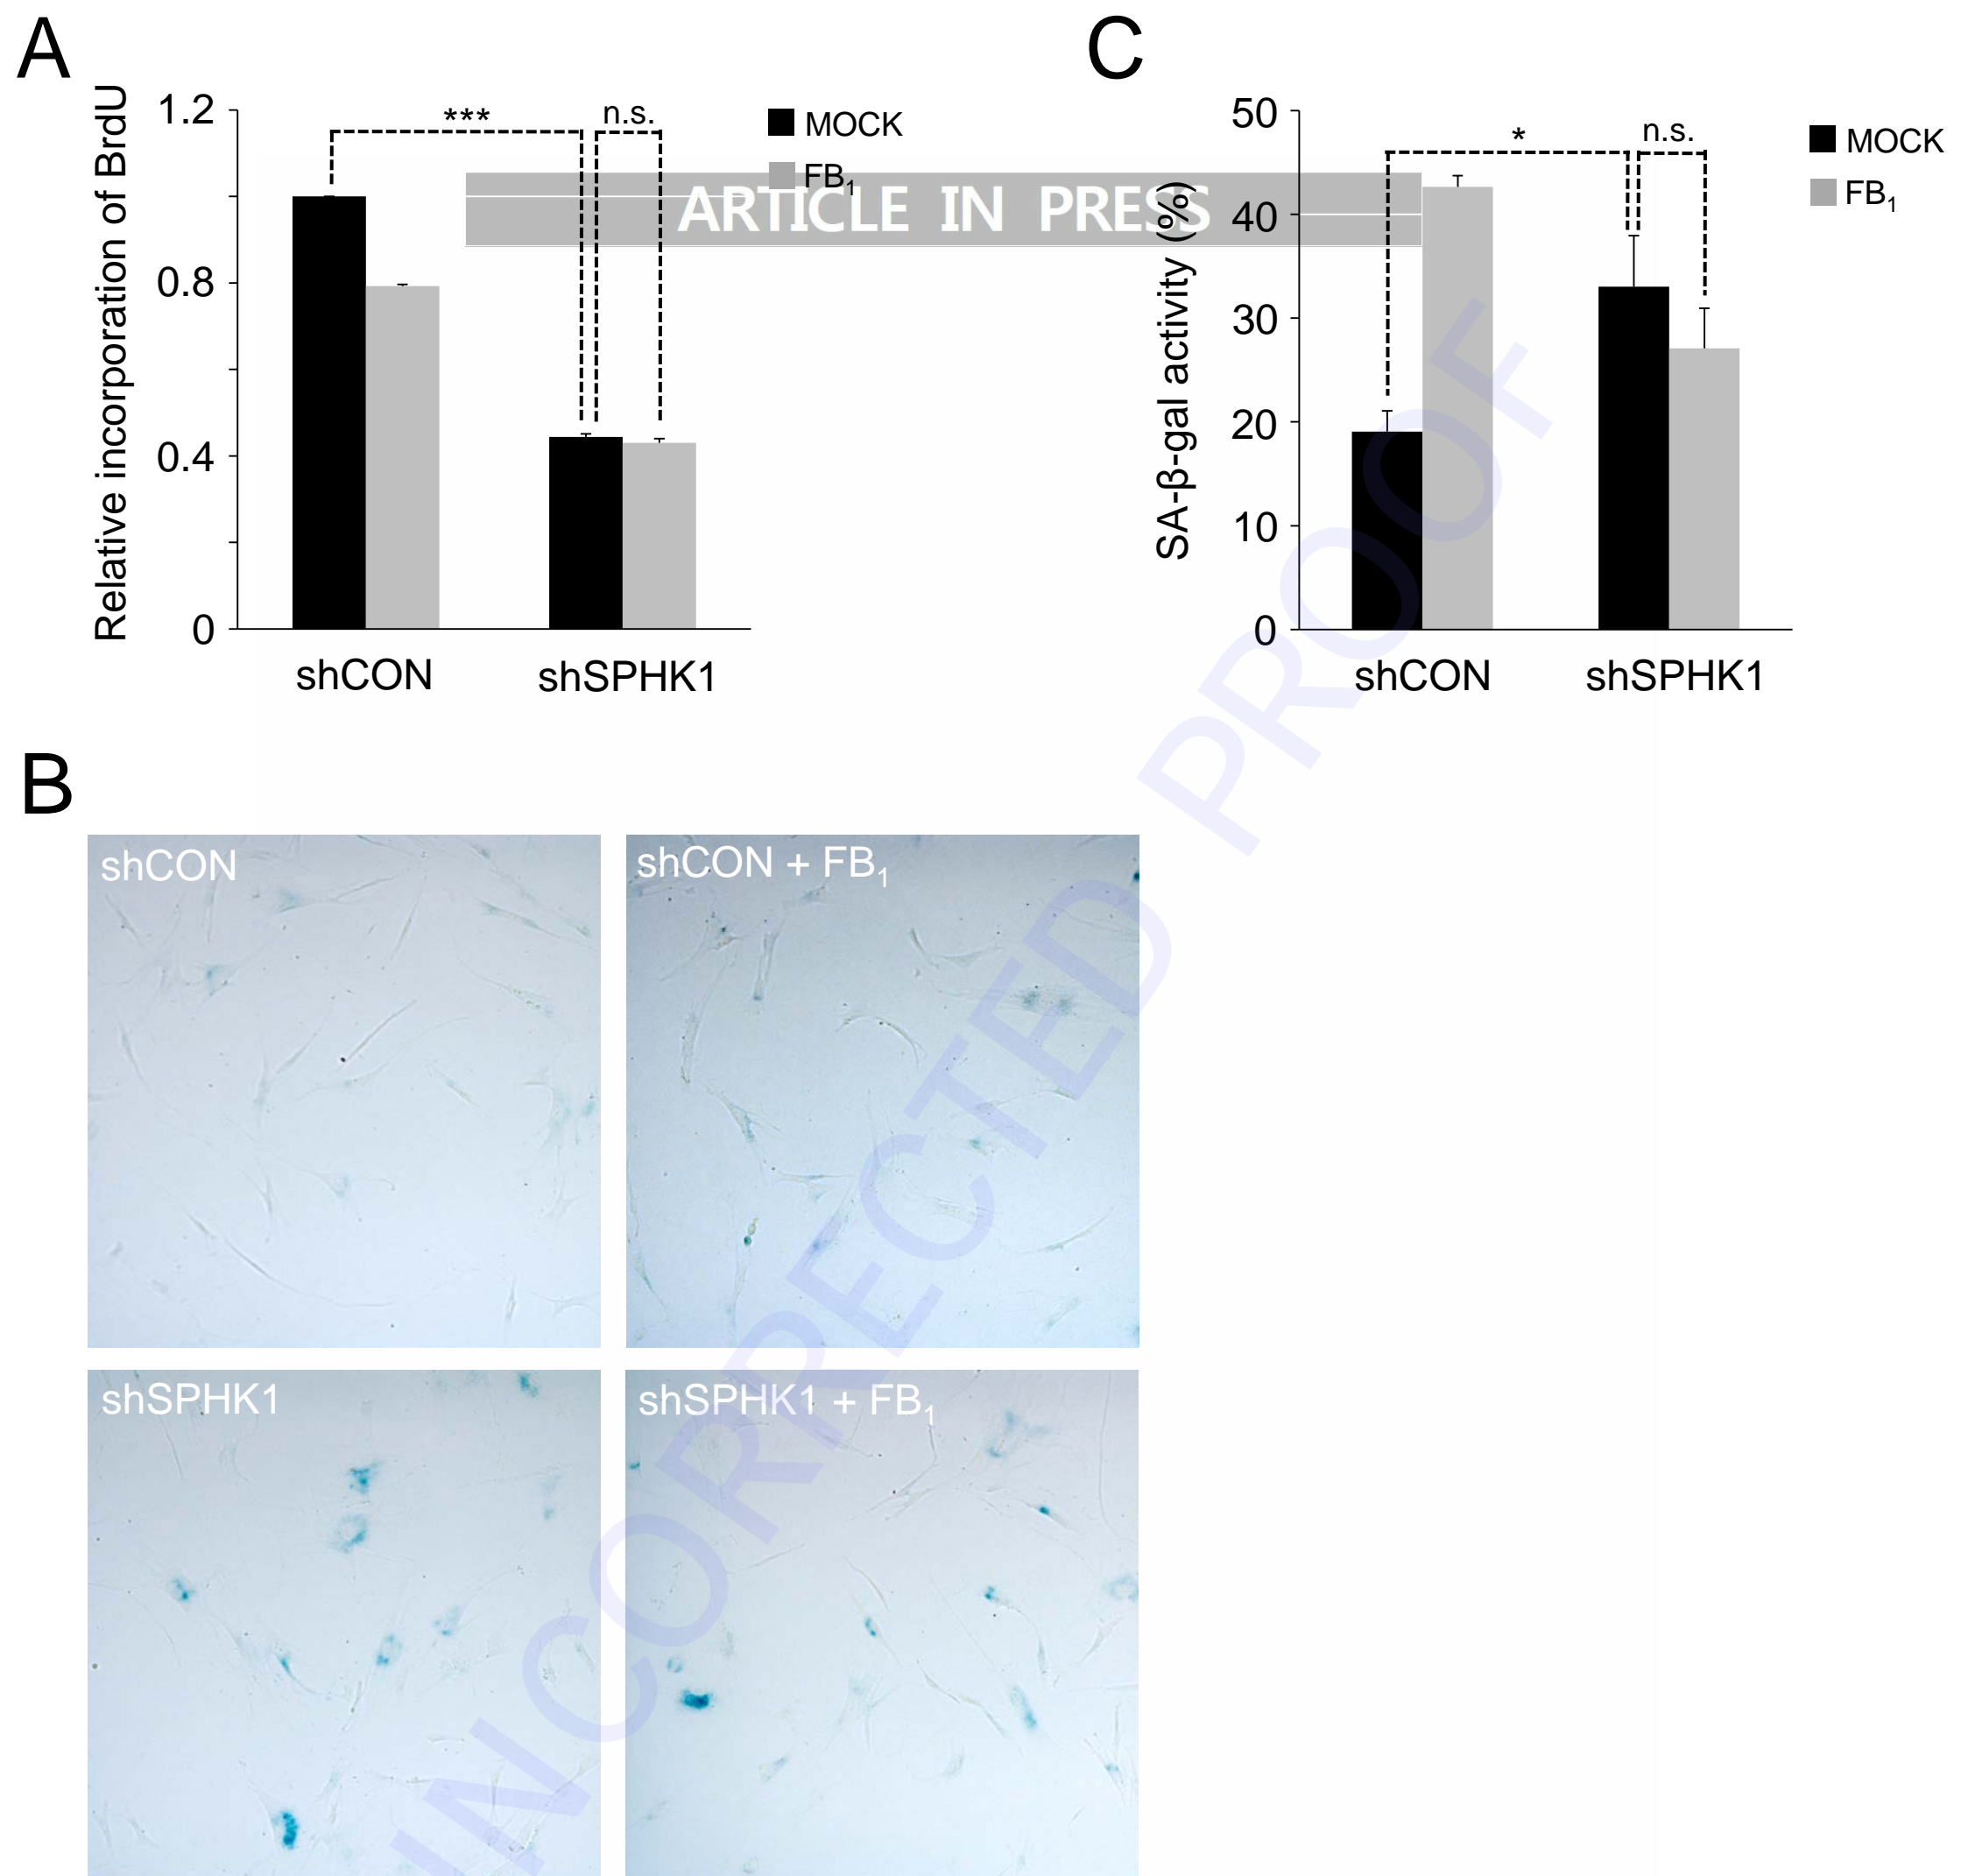 A
Relative incorporation of BrdU
1.2
0.8
0.4
0
***
n.s.
MOCK
FB₁
shCON
shSPHK1
ARTICLE IN PRESS
C
SA-β-gal activity (%)
50
40
30
20
10
0
*
n.s.
MOCK
FB₁
shCON
shSPHK1
B
shCON
shCON + FB₁
shSPHK1
shSPHK1 + FB₁
NCORRECTED PROOF